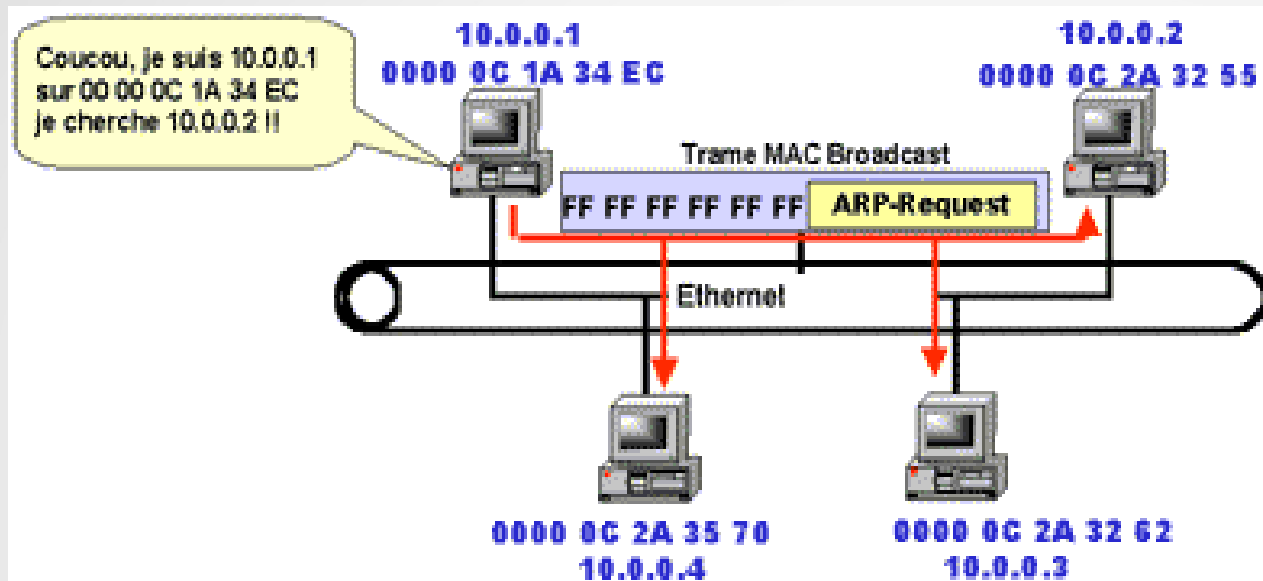 Coucou, je suis 10.0.0.1
sur 00 00 0C 1A 34 EC
je cherche 10.0.0.2 !!
10.0.0.1
0000 0C 1A 34 EC
10.0.0.2
0000 0C 2A 32 55
Trame MAC Broadcast
FF FF FF FF FF FF
ARP-Request
Ethernet
0000 0C 2A 35 70
10.0.0.4
0000 0C 2A 32 62
10.0.0.3